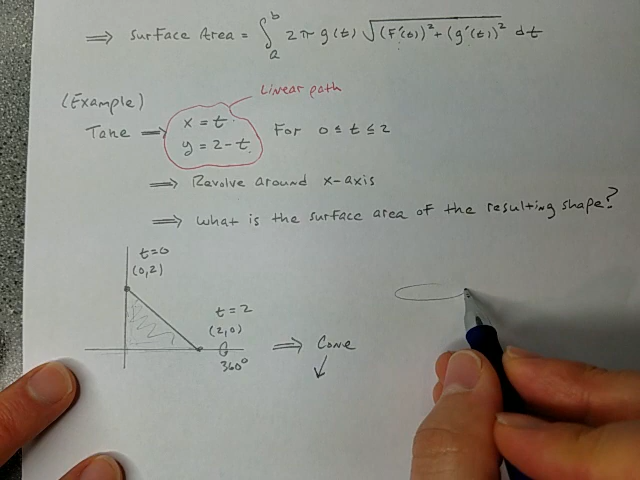 ⇒ Surface Area = ∫_a^b 2π g(t) √((F'(t))² + (g'(t))²) dt
Linear path
(Example)
Take ⇒ x = t For 0 ≤ t ≤ 2
y = 2 - t
⇒ Revolve around x-axis
⇒ What is the surface area of the resulting shape?
t=0
(0,2)
t = 2
(2,0)
360°
⇒ Cone
↓